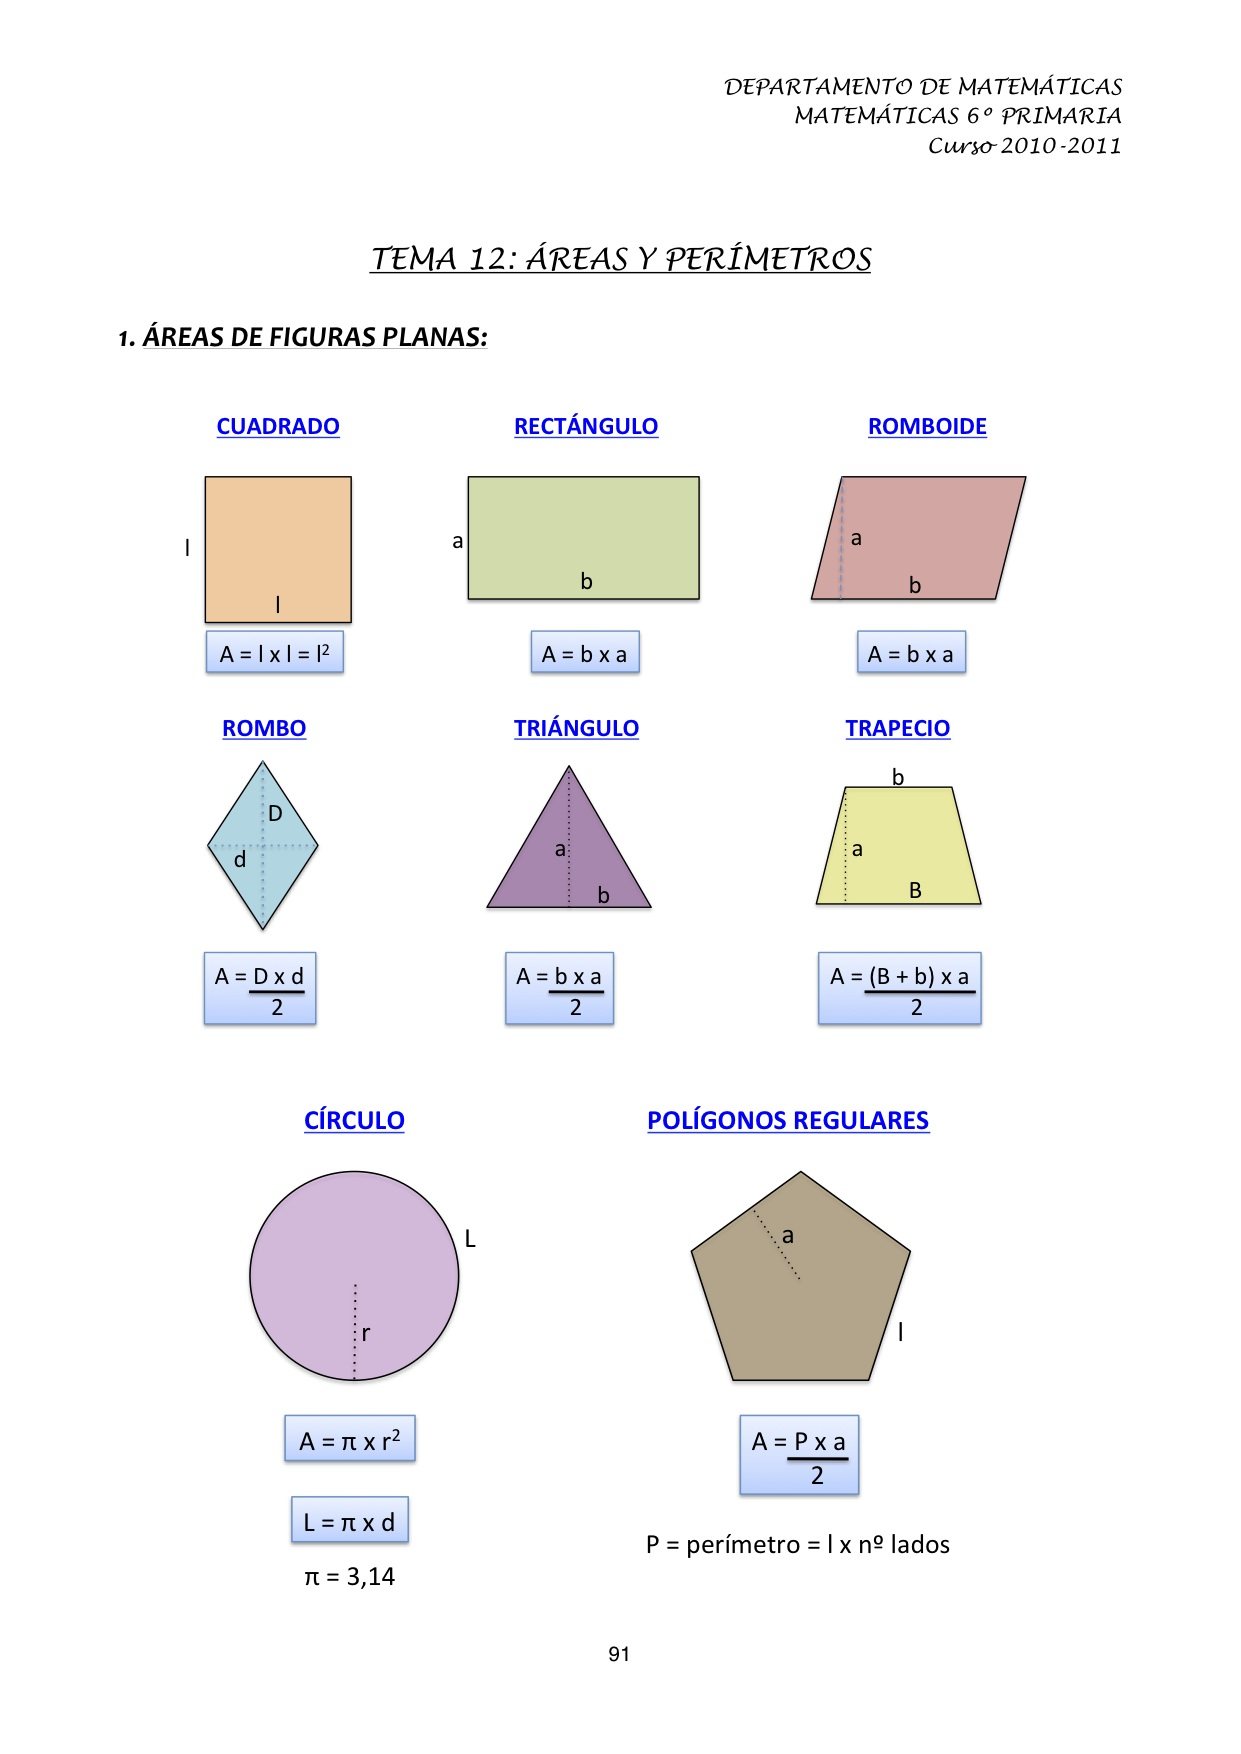 DEPARTAMENTO DE MATEMÁTICAS
MATEMÁTICAS 6º PRIMARIA
Curso 2010-2011
TEMA 12: ÁREAS Y PERÍMETROS
1. ÁREAS DE FIGURAS PLANAS:
CUADRADO RECTÁNGULO ROMBOIDE
l a a
l b b
A = l x l = l² A = b x a A = b x a
ROMBO TRIÁNGULO TRAPECIO
b
D
d a a
b B
A = D x d A = b x a A = (B + b) x a
2 2 2
CÍRCULO POLÍGONOS REGULARES
L a
r l
A = π x r² A = P x a
2
L = π x d
P = perímetro = l x nº lados
π = 3,14
91